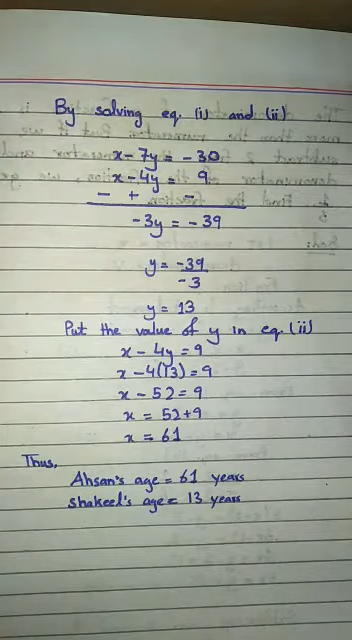 By solving eq. (i) and (ii)
x - 7y = - 30
x - 4y = 9
- + -
-3y = - 39
y = -39
-3
y = 13
Put the value of y in eq. (ii)
x - 4y = 9
x - 4(13) = 9
x - 52 = 9
x = 52+9
x = 61
Thus,
Ahsan's age = 61 years
Shakeel's age = 13 years